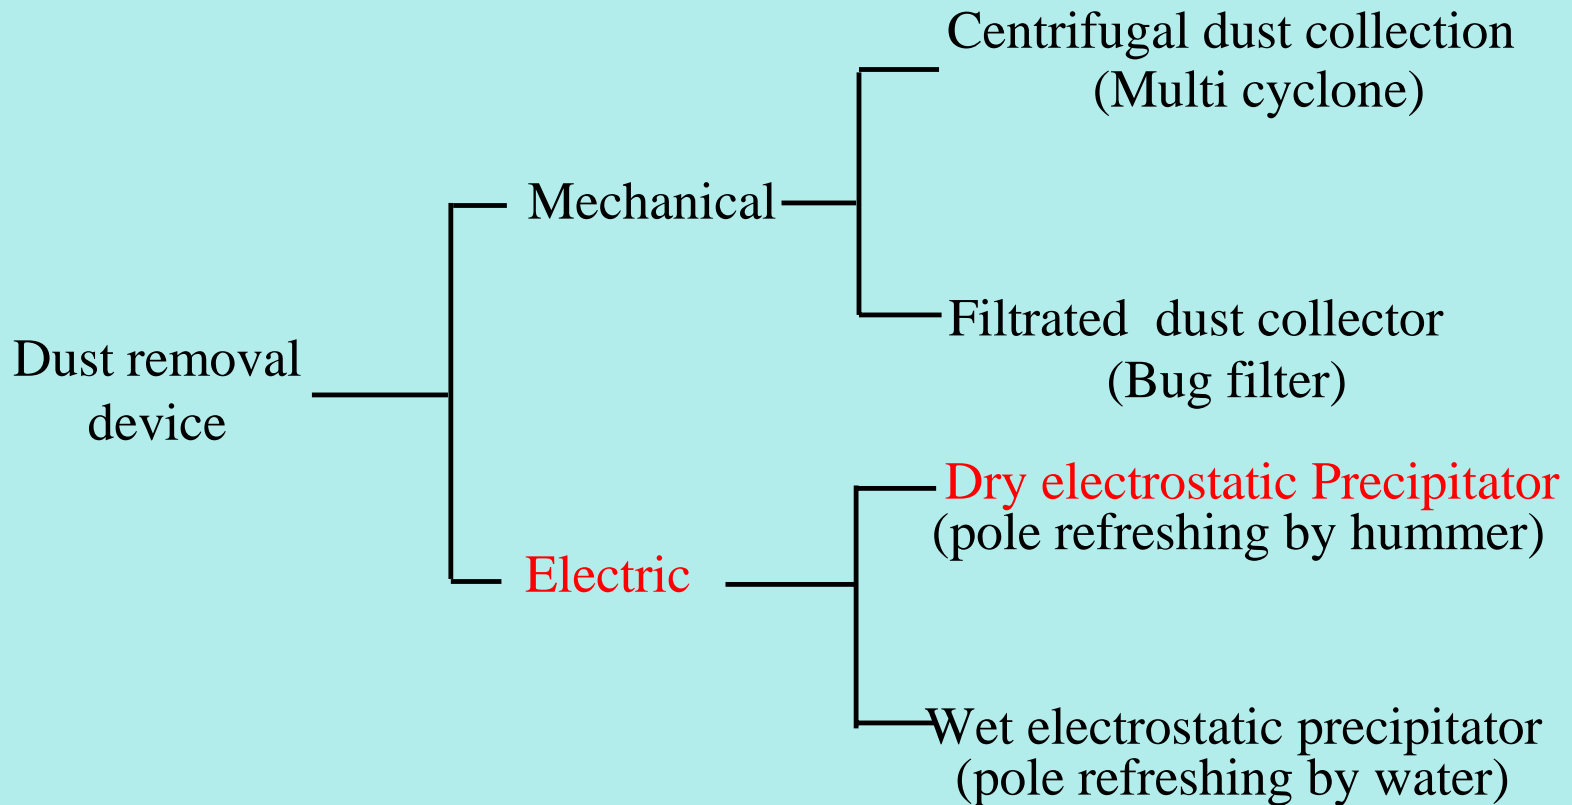 Centrifugal dust collection
(Multi cyclone)
Mechanical
Filtrated dust collector
(Bug filter)
Dust removal
device
Dry electrostatic Precipitator
(pole refreshing by hummer)
Electric
Wet electrostatic precipitator
(pole refreshing by water)